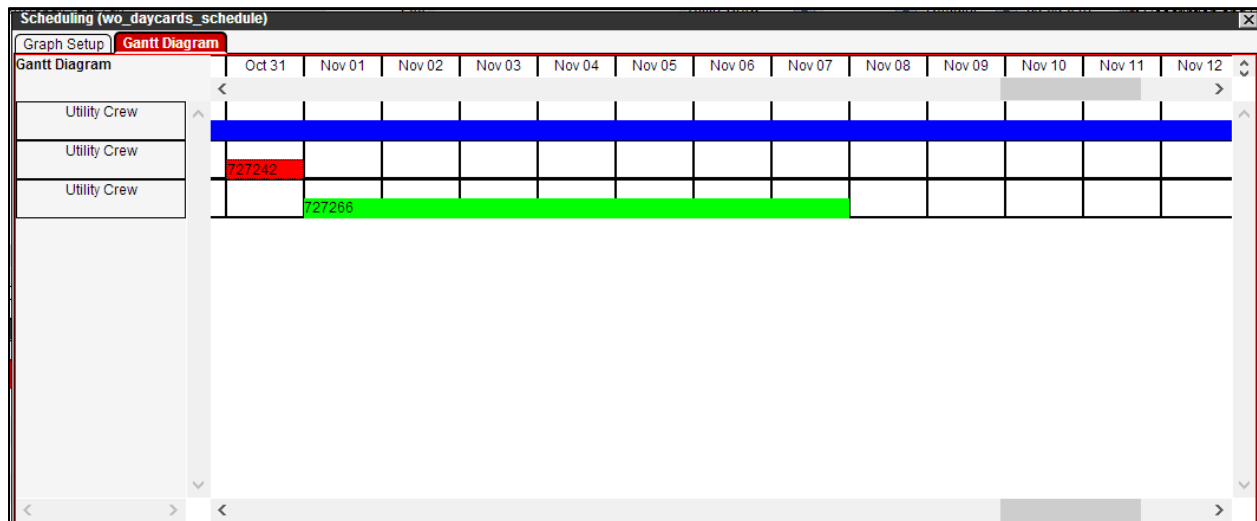 Scheduling (wo_daycards_schedule)
Graph Setup Gantt Diagram
Gantt Diagram Oct 31 Nov 01 Nov 02 Nov 03 Nov 04 Nov 05 Nov 06 Nov 07 Nov 08 Nov 09 Nov 10 Nov 11 Nov 12
Utility Crew
Utility Crew
727242
Utility Crew
727266